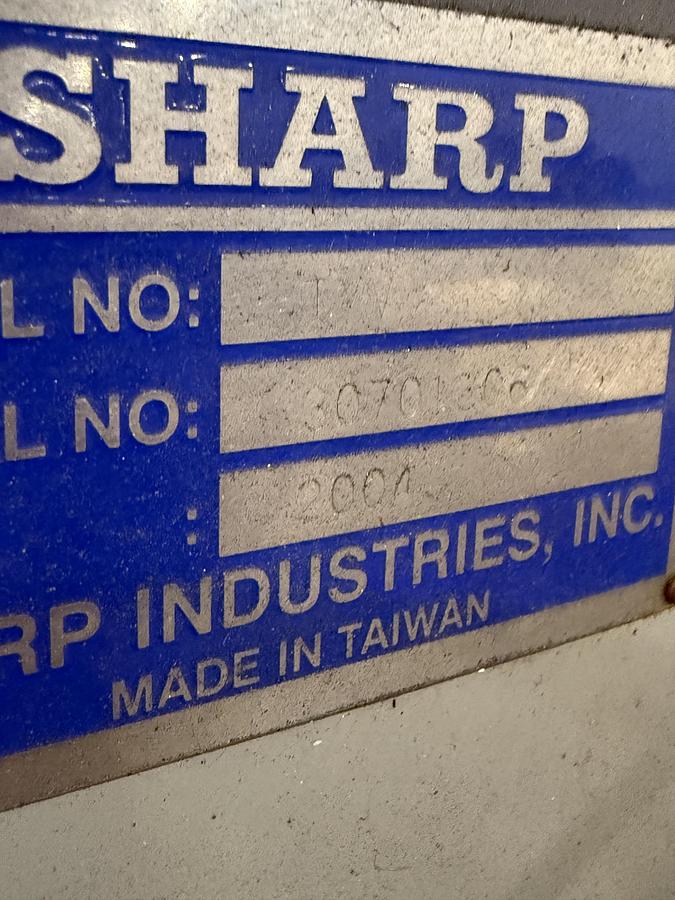 SHARP
L NO:
L NO:
: 2004
RP INDUSTRIES, INC.
MADE IN TAIWAN